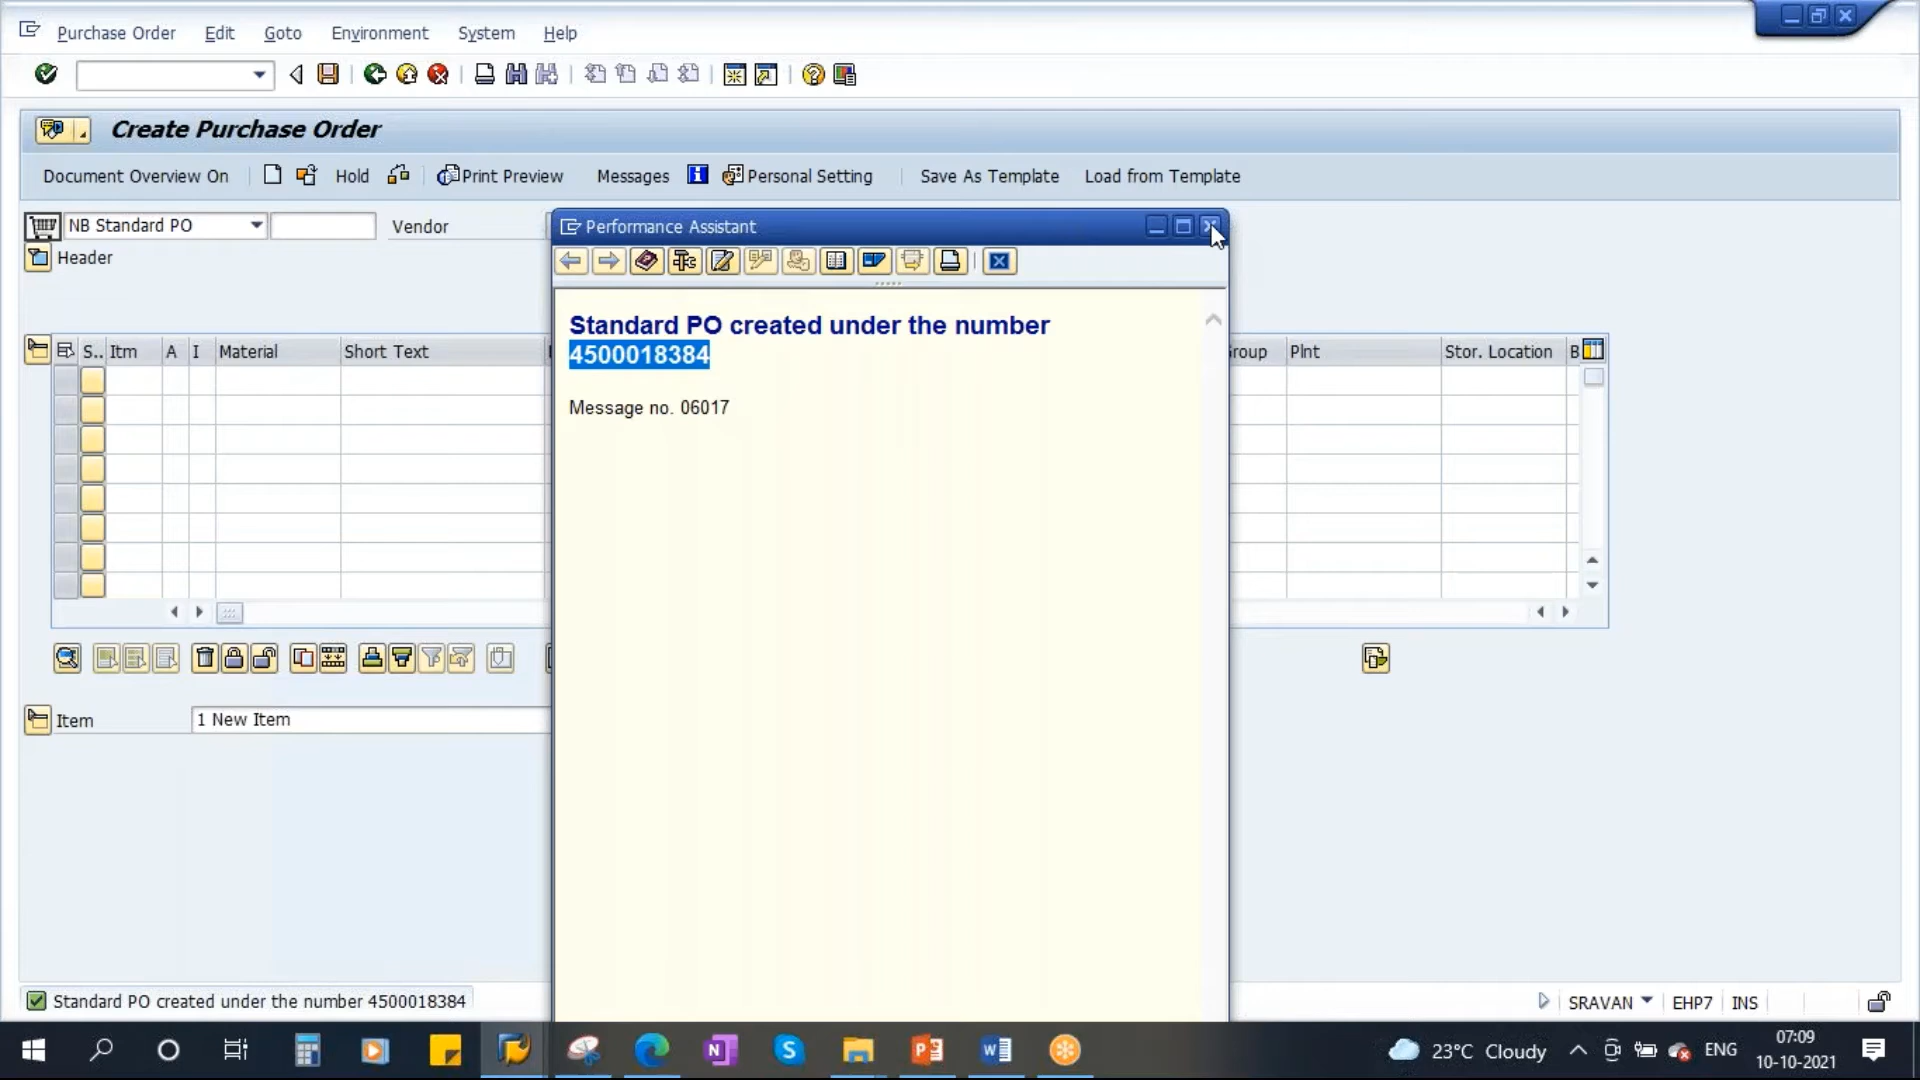 Purchase Order Edit Goto Environment System Help
Create Purchase Order
Document Overview On Hold Print Preview Messages Personal Setting Save As Template Load from Template
NB Standard PO Vendor
Header
Performance Assistant
Standard PO created under the number
4500018384
Message no. 06017
S.. Itm A I Material Short Text
Group Plnt Stor. Location B
Item 1 New Item
Standard PO created under the number 4500018384
SRAVAN EHP7 INS
23°C Cloudy ENG
07:09
10-10-2021